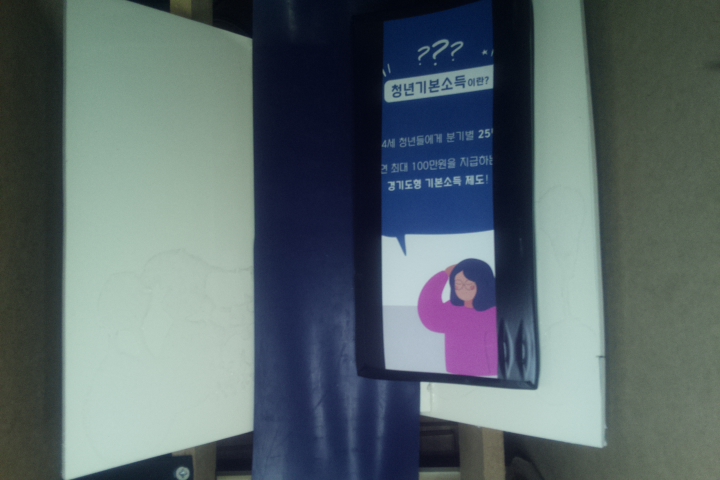 ???
청년기본소득이란?
4세 청년들에게 분기별 25
최대 100만원을 지급하는
경기도형 기본소득 제도!